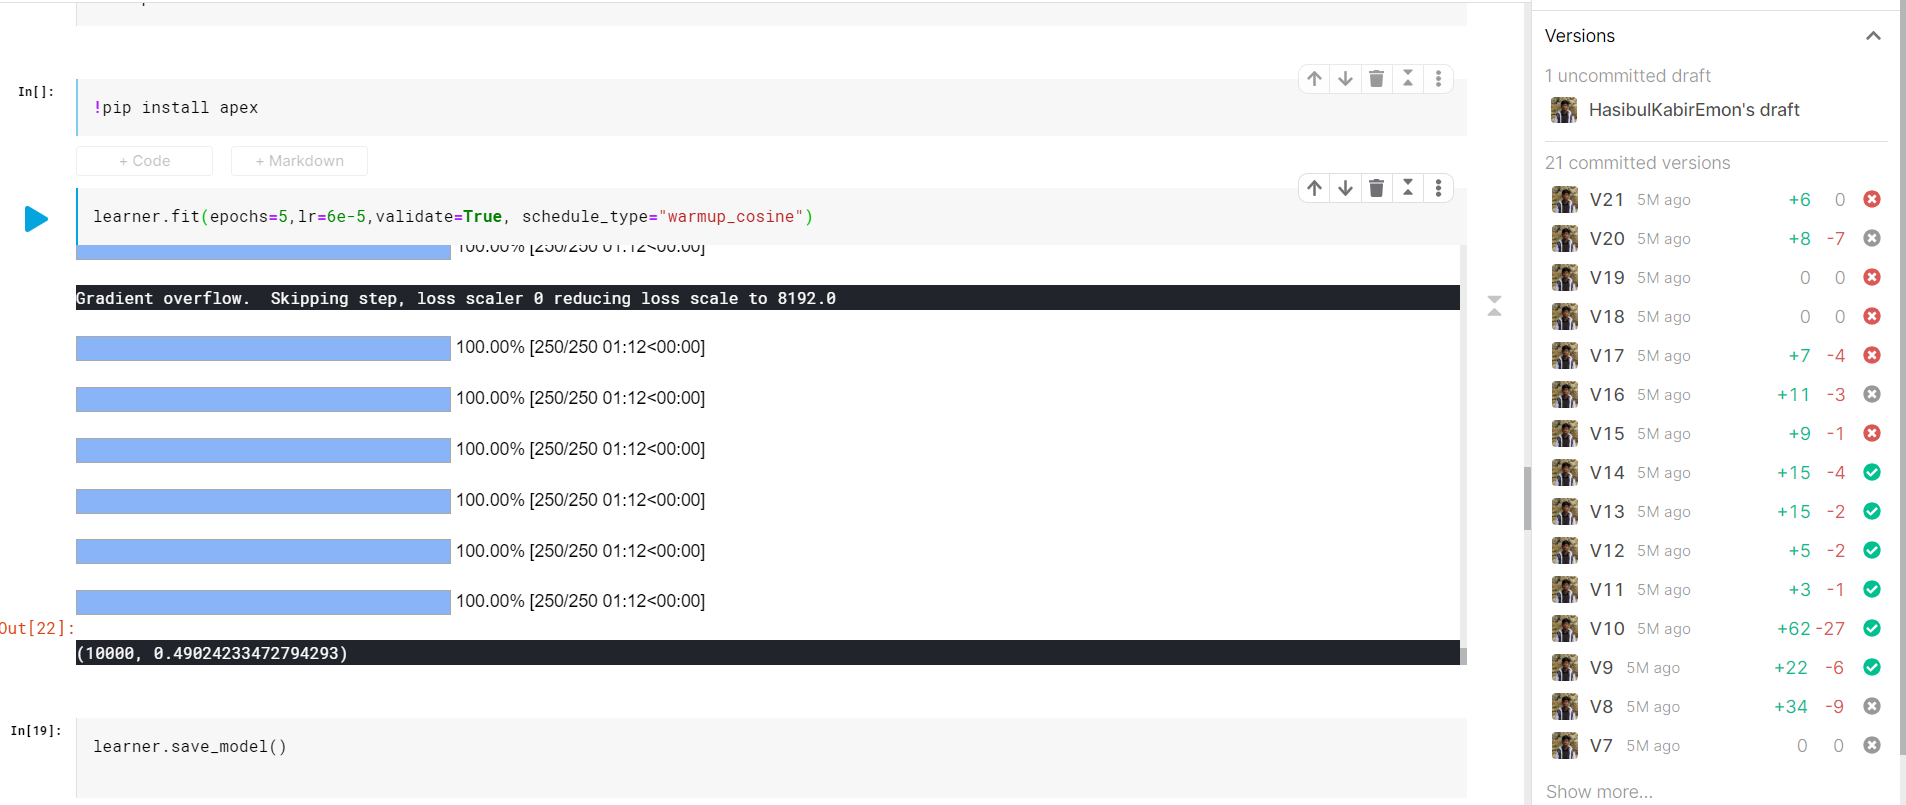 In[]:
!pip install apex
+ Code
+ Markdown
learner.fit(epochs=5,lr=6e-5,validate=True, schedule_type="warmup_cosine")
100.00% [250/250 01:12<00:00]
Gradient overflow.  Skipping step, loss scaler 0 reducing loss scale to 8192.0
100.00% [250/250 01:12<00:00]
100.00% [250/250 01:12<00:00]
100.00% [250/250 01:12<00:00]
100.00% [250/250 01:12<00:00]
100.00% [250/250 01:12<00:00]
100.00% [250/250 01:12<00:00]
Out[22]:
(10000, 0.49024233472794293)
In[19]:
learner.save_model()
Versions
1 uncommitted draft
HasibulKabirEmon's draft
21 committed versions
V21 5M ago +6 0
V20 5M ago +8 -7
V19 5M ago 0 0
V18 5M ago 0 0
V17 5M ago +7 -4
V16 5M ago +11 -3
V15 5M ago +9 -1
V14 5M ago +15 -4
V13 5M ago +15 -2
V12 5M ago +5 -2
V11 5M ago +3 -1
V10 5M ago +62 -27
V9 5M ago +22 -6
V8 5M ago +34 -9
V7 5M ago 0 0
Show more...